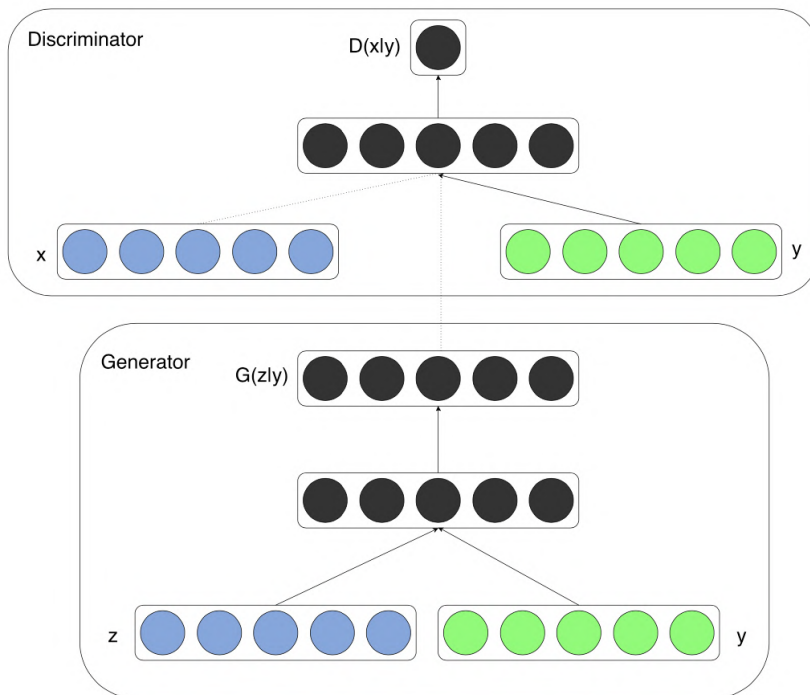 Discriminator
D(x|y)
x
y
Generator
G(z|y)
z
y